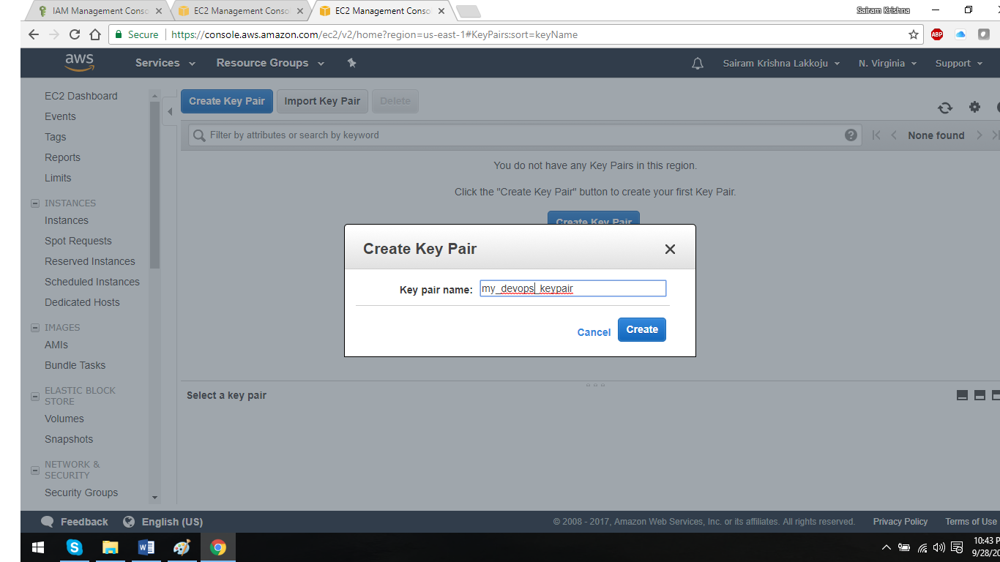 IAM Management Conso
EC2 Management Conso
EC2 Management Conso
Sairam Krishna
Secure
https://console.aws.amazon.com/ec2/v2/home?region=us-east-1#KeyPairs:sort=keyName
ABP
aws
Services
Resource Groups
Sairam Krishna Lakkoju
N. Virginia
Support
EC2 Dashboard
Events
Tags
Reports
Limits
INSTANCES
Instances
Spot Requests
Reserved Instances
Scheduled Instances
Dedicated Hosts
IMAGES
AMIs
Bundle Tasks
ELASTIC BLOCK
STORE
Volumes
Snapshots
NETWORK &
SECURITY
Security Groups
Create Key Pair
Import Key Pair
Delete
Filter by attributes or search by keyword
None found
You do not have any Key Pairs in this region.
Click the "Create Key Pair" button to create your first Key Pair.
Create Key Pair
Create Key Pair
Key pair name:
my_devops_keypair
Cancel
Create
Select a key pair
Feedback
English (US)
© 2008 - 2017, Amazon Web Services, Inc. or its affiliates. All rights reserved.
Privacy Policy
Terms of Use
10:43 P
9/28/20